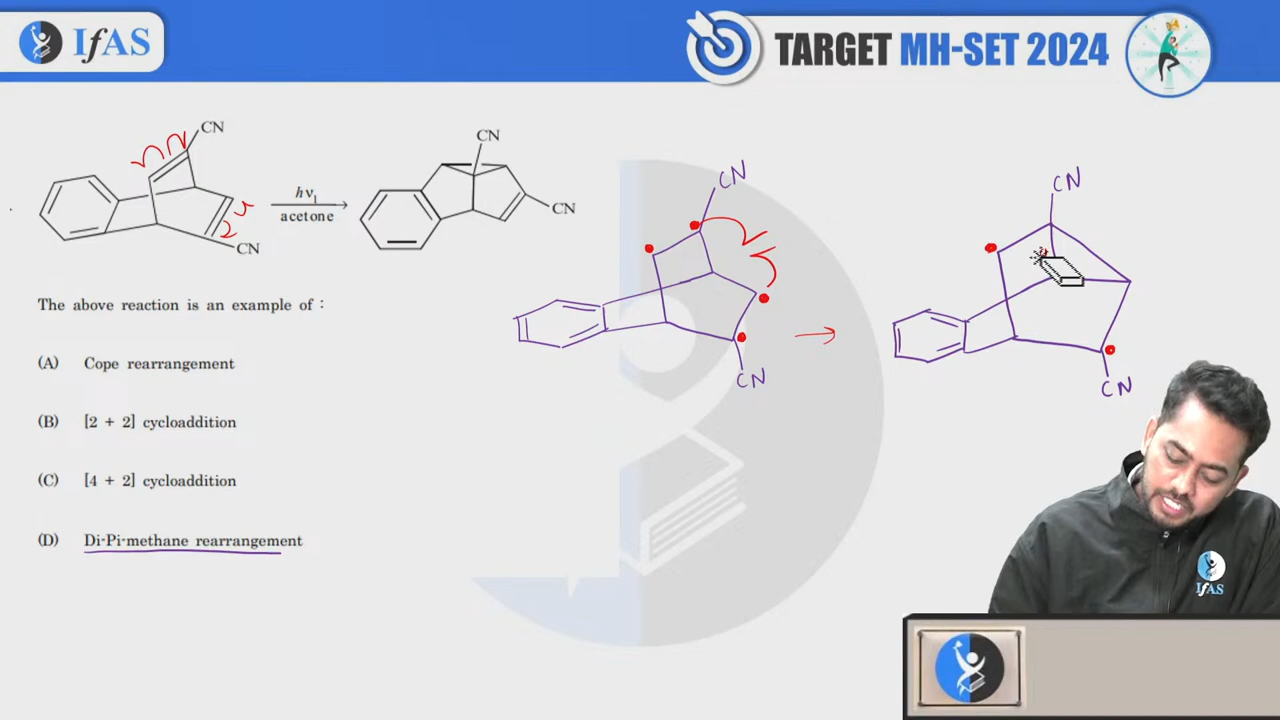 IfAS
TARGET MH-SET 2024
CN
CN
hν₁
acetone
CN
CN
The above reaction is an example of :
(A) Cope rearrangement
(B) [2 + 2] cycloaddition
(C) [4 + 2] cycloaddition
(D) Di-Pi-methane rearrangement
CN
CN
CN
CN
IfAS